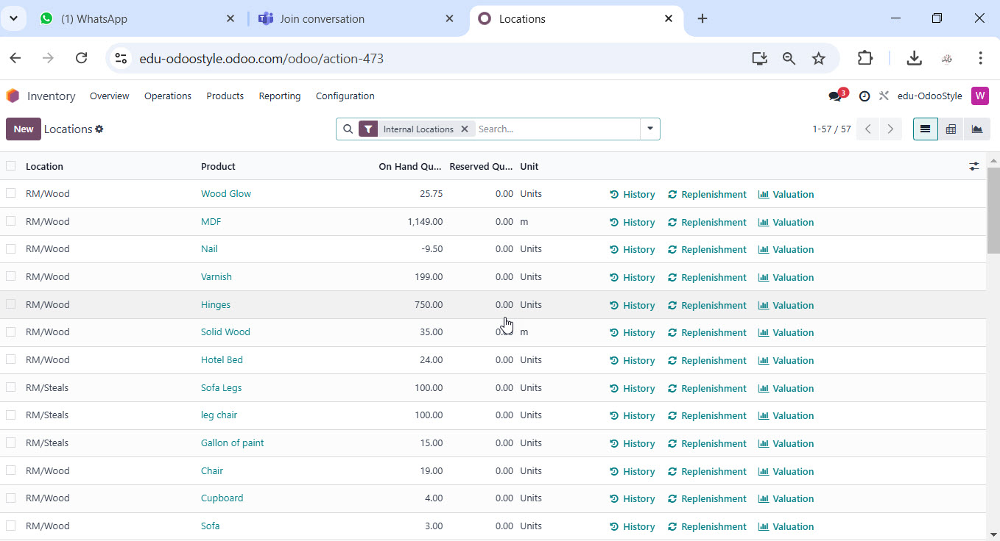 (1) WhatsApp
Join conversation
Locations
edu-odoostyle.odoo.com/odoo/action-473
Inventory Overview Operations Products Reporting Configuration 3 edu-OdooStyle W
New Locations Internal Locations Search... 1-57 / 57
Location Product On Hand Qu... Reserved Qu... Unit
RM/Wood Wood Glow 25.75 0.00 Units History Replenishment Valuation
RM/Wood MDF 1,149.00 0.00 m History Replenishment Valuation
RM/Wood Nail -9.50 0.00 Units History Replenishment Valuation
RM/Wood Varnish 199.00 0.00 Units History Replenishment Valuation
RM/Wood Hinges 750.00 0.00 Units History Replenishment Valuation
RM/Wood Solid Wood 35.00 0.00 m History Replenishment Valuation
RM/Wood Hotel Bed 24.00 0.00 Units History Replenishment Valuation
RM/Steals Sofa Legs 100.00 0.00 Units History Replenishment Valuation
RM/Steals leg chair 100.00 0.00 Units History Replenishment Valuation
RM/Steals Gallon of paint 15.00 0.00 Units History Replenishment Valuation
RM/Wood Chair 19.00 0.00 Units History Replenishment Valuation
RM/Wood Cupboard 4.00 0.00 Units History Replenishment Valuation
RM/Wood Sofa 3.00 0.00 Units History Replenishment Valuation